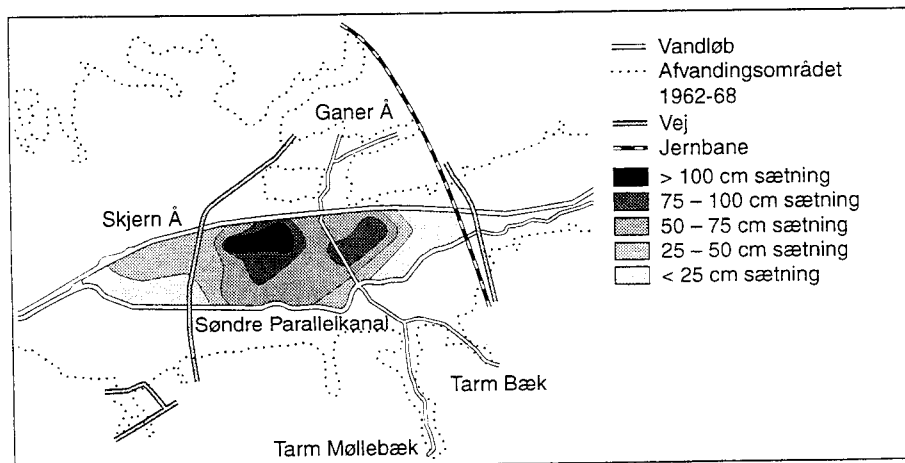 Ganer Å
Skjern Å
Søndre Parallelkanal
Tarm Bæk
Tarm Møllebæk
Vandløb
Afvandingsområdet
1962-68
Vej
Jernbane
> 100 cm sætning
75 – 100 cm sætning
50 – 75 cm sætning
25 – 50 cm sætning
< 25 cm sætning